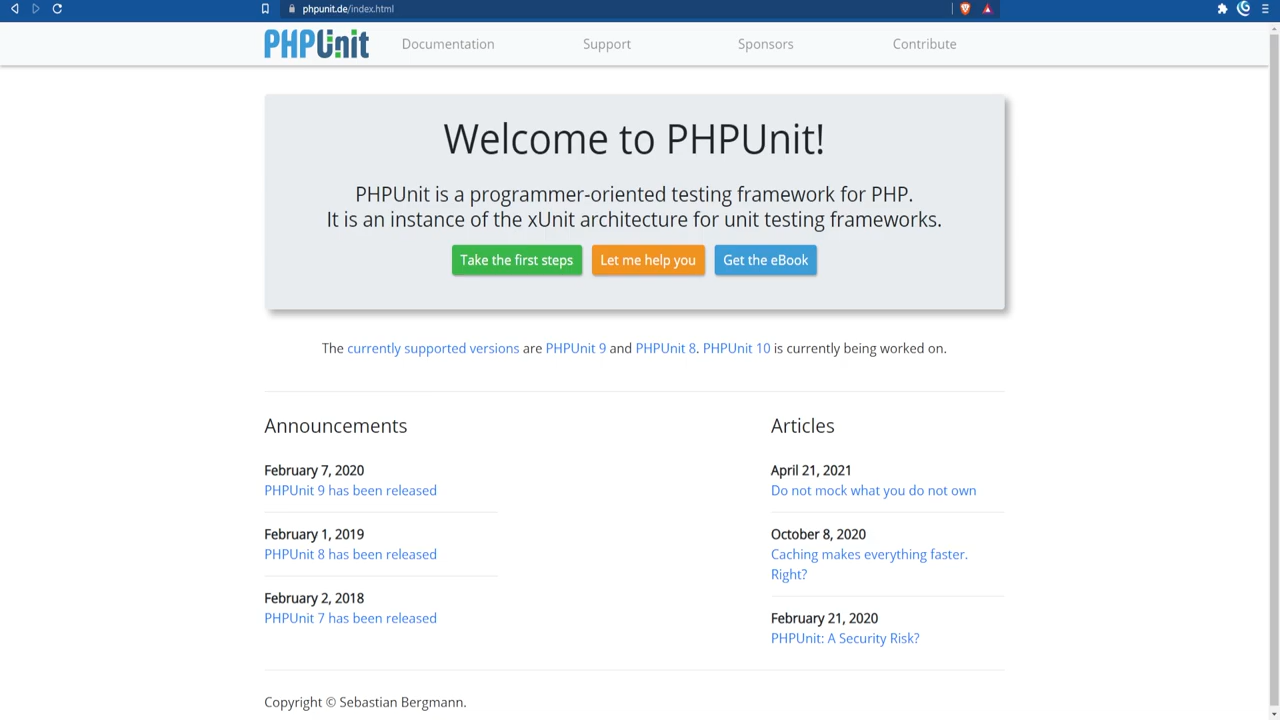 phpunit.de/index.html
PHPUnit
Documentation
Support
Sponsors
Contribute
Welcome to PHPUnit!
PHPUnit is a programmer-oriented testing framework for PHP.
It is an instance of the xUnit architecture for unit testing frameworks.
Take the first steps
Let me help you
Get the eBook
The currently supported versions are PHPUnit 9 and PHPUnit 8. PHPUnit 10 is currently being worked on.
Announcements
February 7, 2020
PHPUnit 9 has been released
February 1, 2019
PHPUnit 8 has been released
February 2, 2018
PHPUnit 7 has been released
Articles
April 21, 2021
Do not mock what you do not own
October 8, 2020
Caching makes everything faster.
Right?
February 21, 2020
PHPUnit: A Security Risk?
Copyright © Sebastian Bergmann.